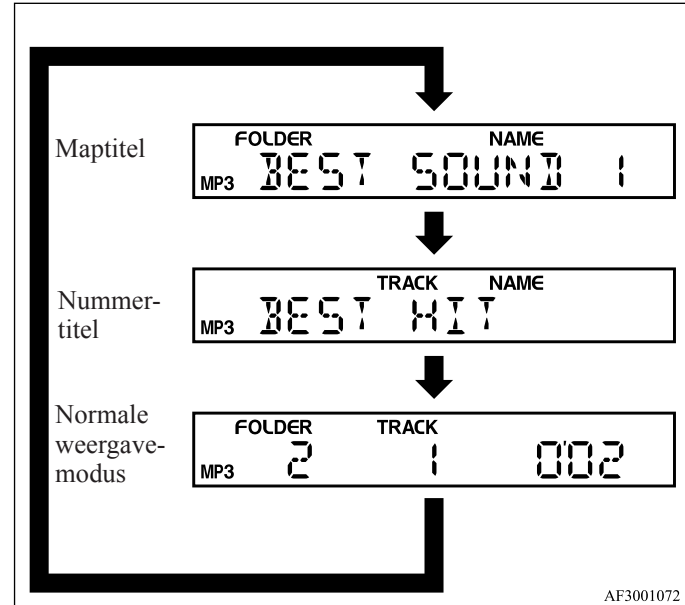 Maptitel
FOLDER NAME
MP3 BEST SOUND 1
Nummer-
titel
TRACK NAME
MP3 BEST HIT
Normale
weergave-
modus
FOLDER TRACK
MP3 2 1 0'02
AF3001072